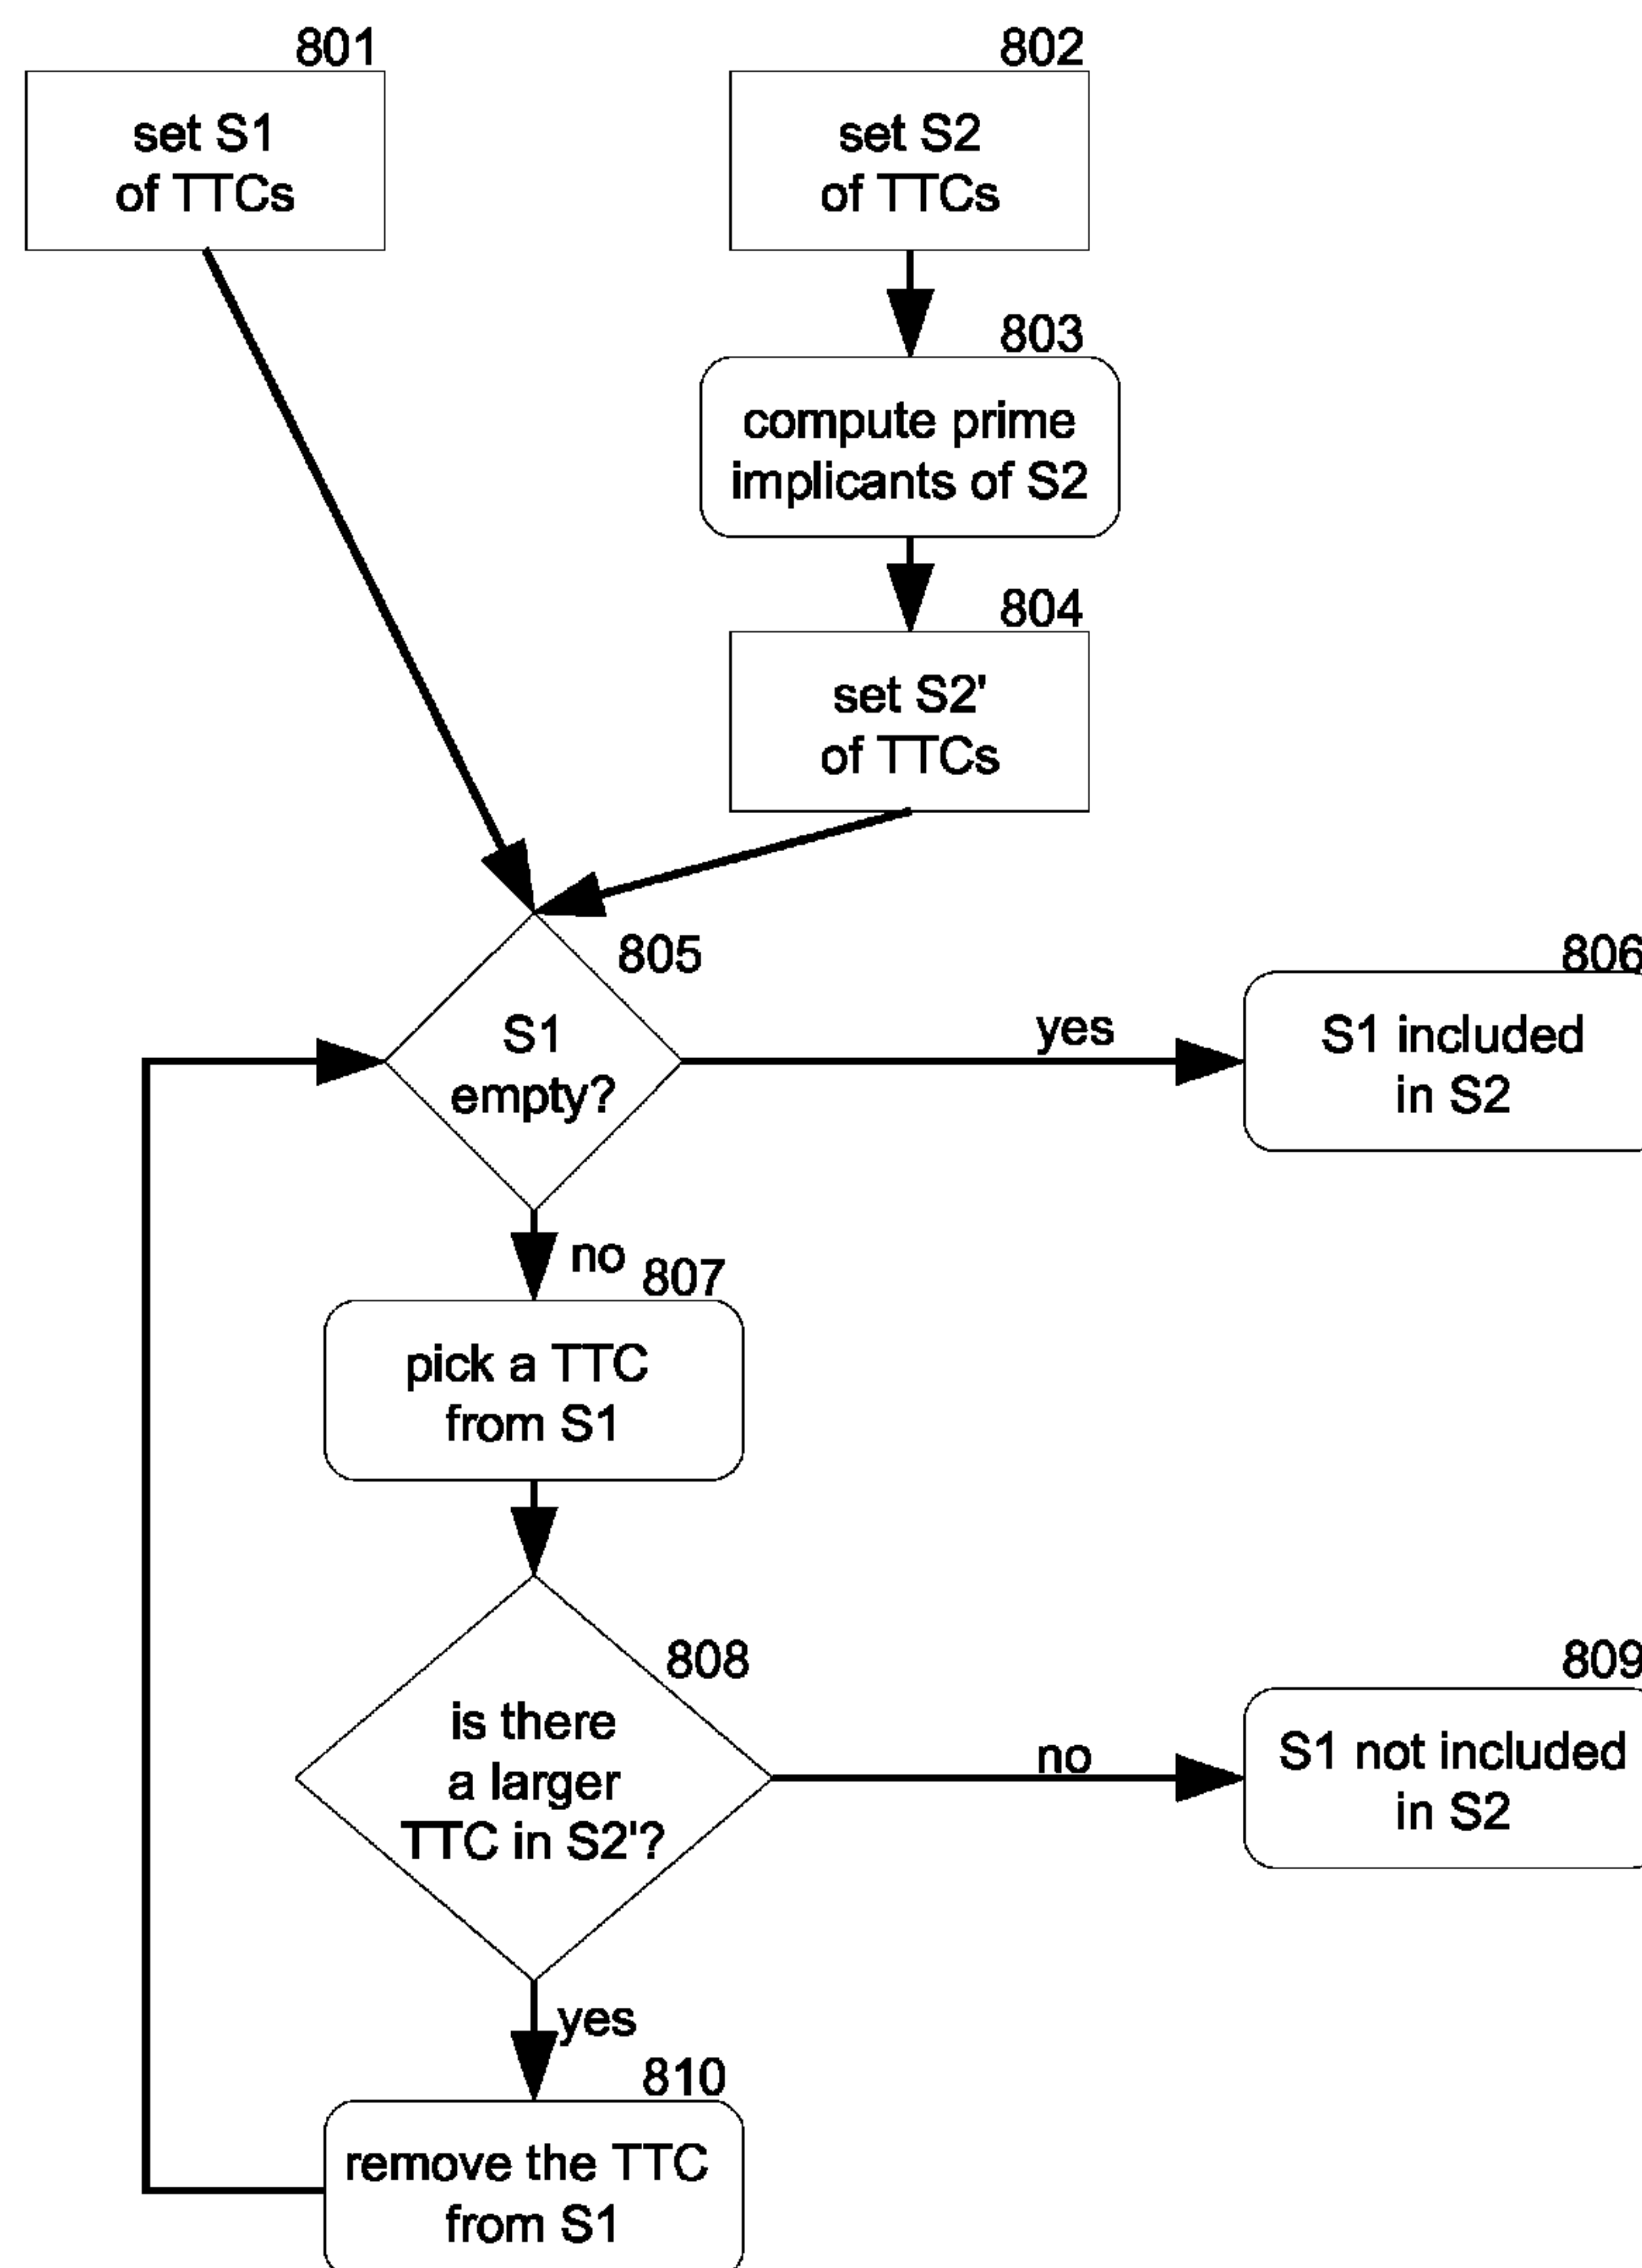 801
set S1
of TTCs
802
set S2
of TTCs
803
compute prime
implicants of S2
804
set S2'
of TTCs
805
S1
empty?
yes
806
S1 included
in S2
no
807
pick a TTC
from S1
808
is there
a larger
TTC in S2'?
no
809
S1 not included
in S2
yes
810
remove the TTC
from S1